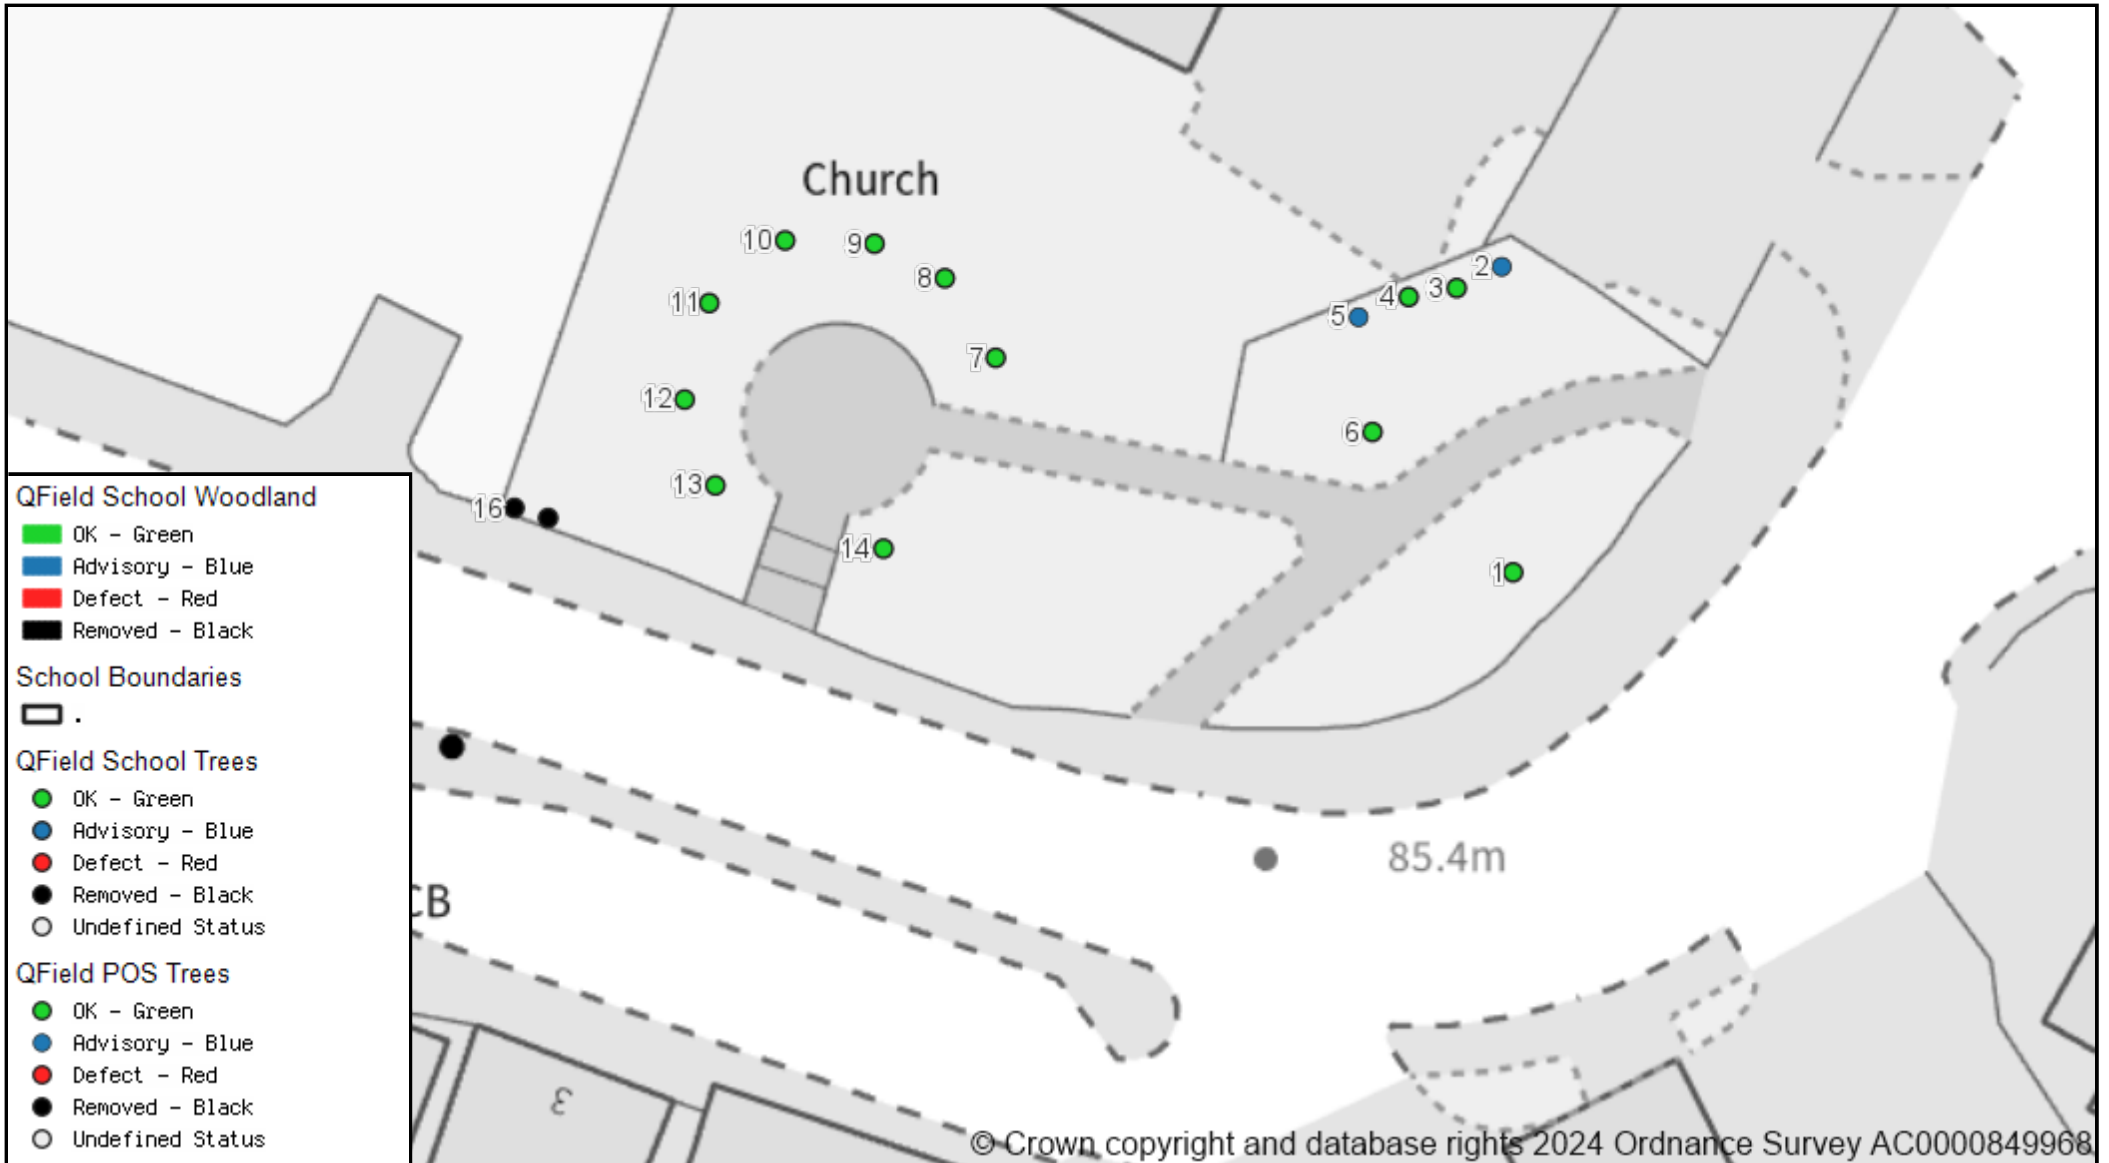 Church
10
9
8
11
2
3
4
5
7
12
6
13
16
14
1
QField School Woodland
OK - Green
Advisory - Blue
Defect - Red
Removed - Black
School Boundaries
.
QField School Trees
OK - Green
Advisory - Blue
Defect - Red
Removed - Black
Undefined Status
QField POS Trees
OK - Green
Advisory - Blue
Defect - Red
Removed - Black
Undefined Status
85.4m
CB
3
© Crown copyright and database rights 2024 Ordnance Survey AC0000849968